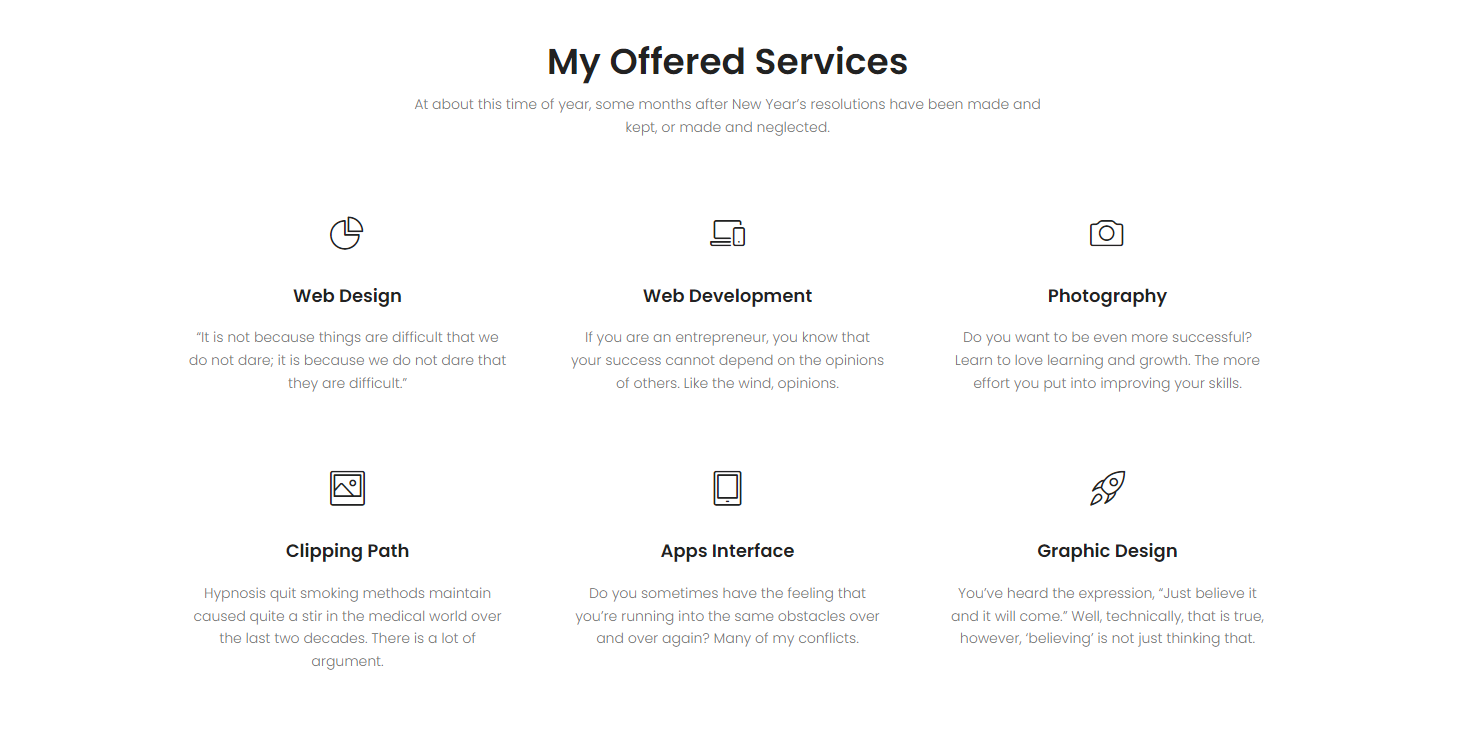 My Offered Services
At about this time of year, some months after New Year’s resolutions have been made and
kept, or made and neglected.
Web Design
“It is not because things are difficult that we
do not dare; it is because we do not dare that
they are difficult.”
Web Development
If you are an entrepreneur, you know that
your success cannot depend on the opinions
of others. Like the wind, opinions.
Photography
Do you want to be even more successful?
Learn to love learning and growth. The more
effort you put into improving your skills.
Clipping Path
Hypnosis quit smoking methods maintain
caused quite a stir in the medical world over
the last two decades. There is a lot of
argument.
Apps Interface
Do you sometimes have the feeling that
you’re running into the same obstacles over
and over again? Many of my conflicts.
Graphic Design
You’ve heard the expression, “Just believe it
and it will come.” Well, technically, that is true,
however, ‘believing’ is not just thinking that.